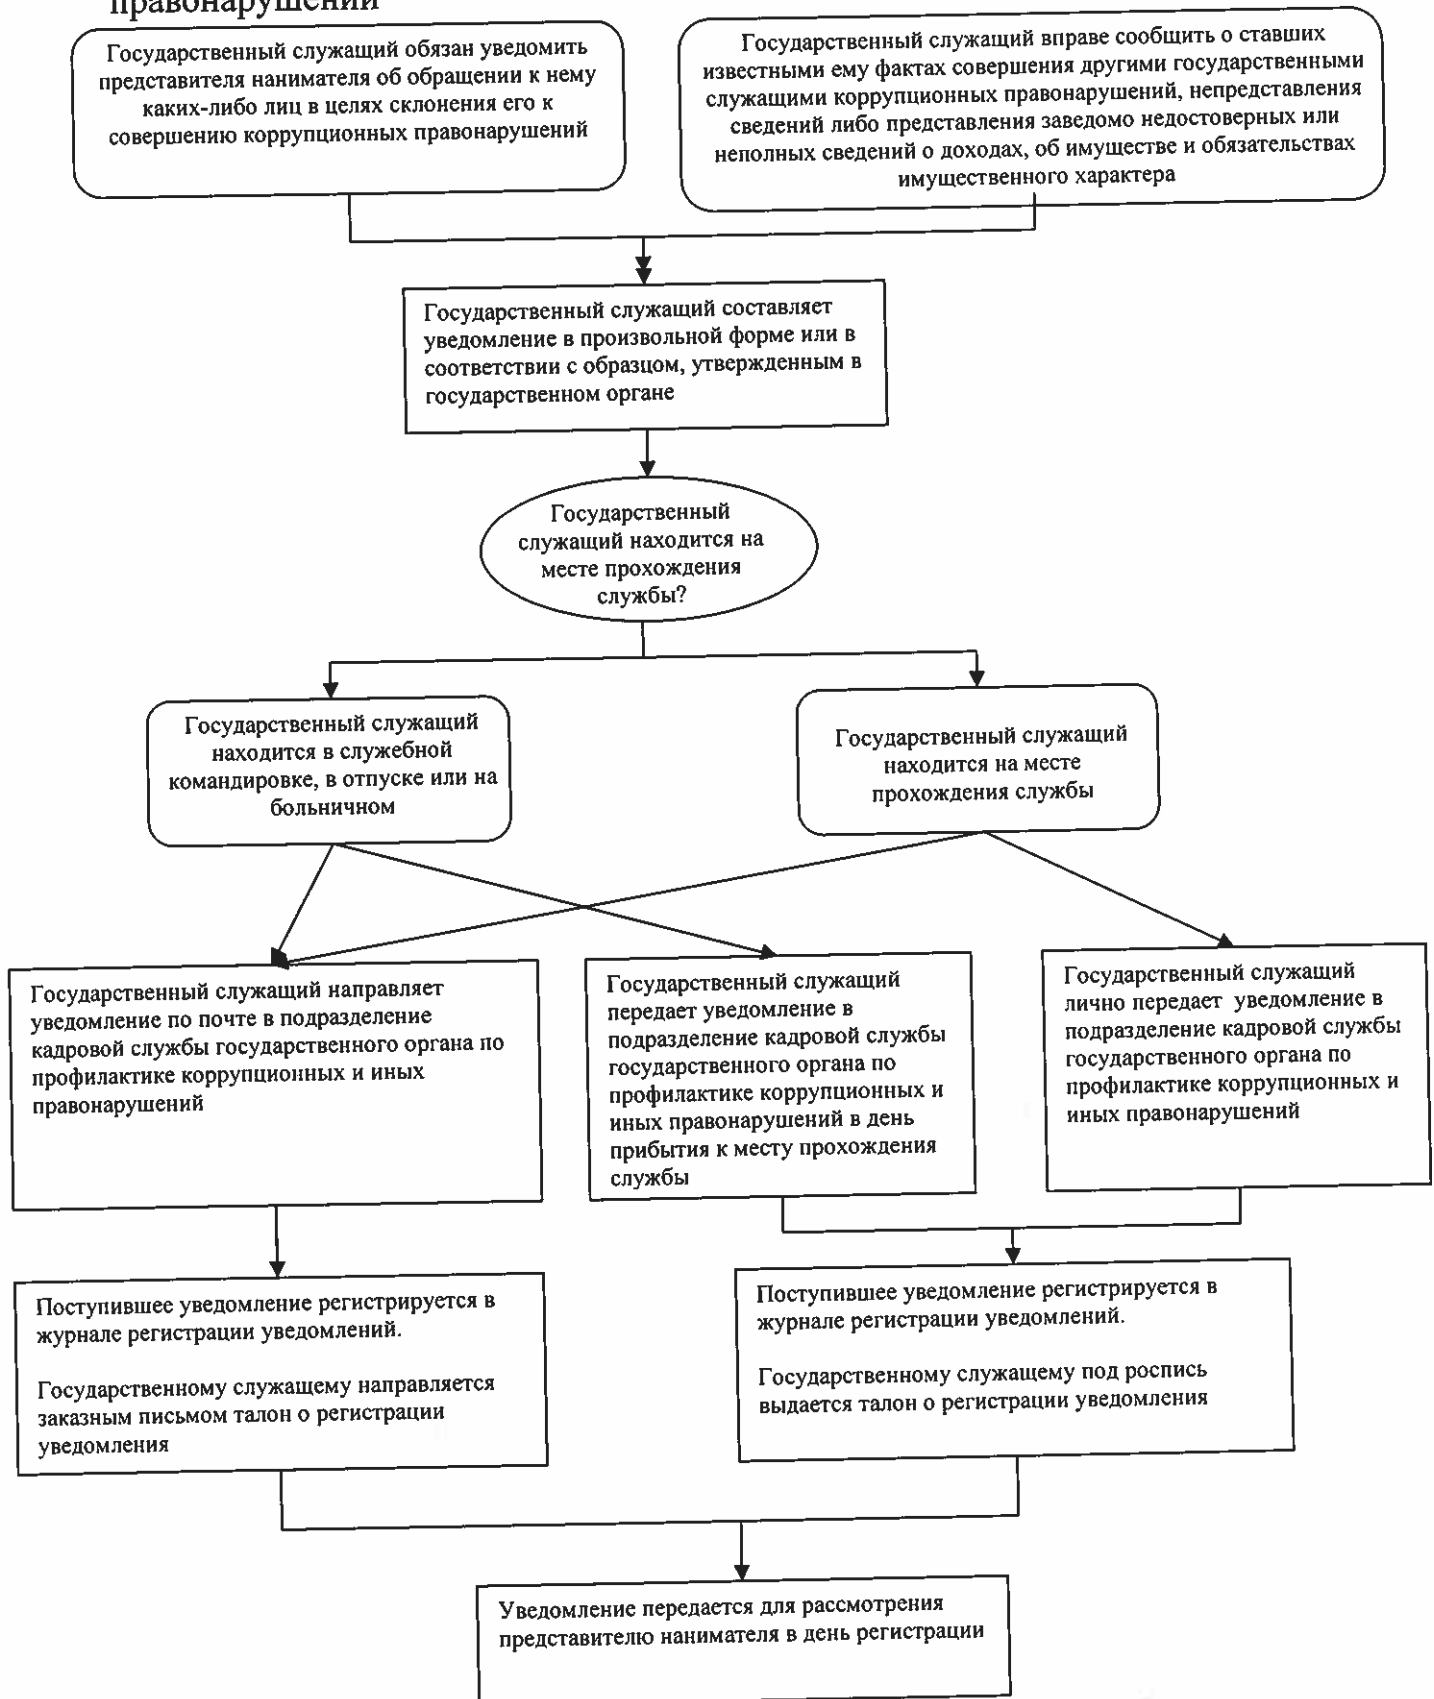 правонарушений
Государственный служащий обязан уведомить
представителя нанимателя об обращении к нему
каких-либо лиц в целях склонения его к
совершению коррупционных правонарушений
Государственный служащий вправе сообщить о ставших
известными ему фактах совершения другими государственными
служащими коррупционных правонарушений, непредставления
сведений либо представления заведомо недостоверных или
неполных сведений о доходах, об имуществе и обязательствах
имущественного характера
Государственный служащий составляет
уведомление в произвольной форме или в
соответствии с образцом, утвержденным в
государственном органе
Государственный
служащий находится на
месте прохождения
службы?
Государственный служащий
находится в служебной
командировке, в отпуске или на
больничном
Государственный служащий
находится на месте
прохождения службы
Государственный служащий направляет
уведомление по почте в подразделение
кадровой службы государственного органа по
профилактике коррупционных и иных
правонарушений
Государственный служащий
передает уведомление в
подразделение кадровой службы
государственного органа по
профилактике коррупционных и
иных правонарушений в день
прибытия к месту прохождения
службы
Государственный служащий
лично передает уведомление в
подразделение кадровой службы
государственного органа по
профилактике коррупционных и
иных правонарушений
Поступившее уведомление регистрируется в
журнале регистрации уведомлений.
Государственному служащему направляется
заказным письмом талон о регистрации
уведомления
Поступившее уведомление регистрируется в
журнале регистрации уведомлений.
Государственному служащему под роспись
выдается талон о регистрации уведомления
Уведомление передается для рассмотрения
представителю нанимателя в день регистрации